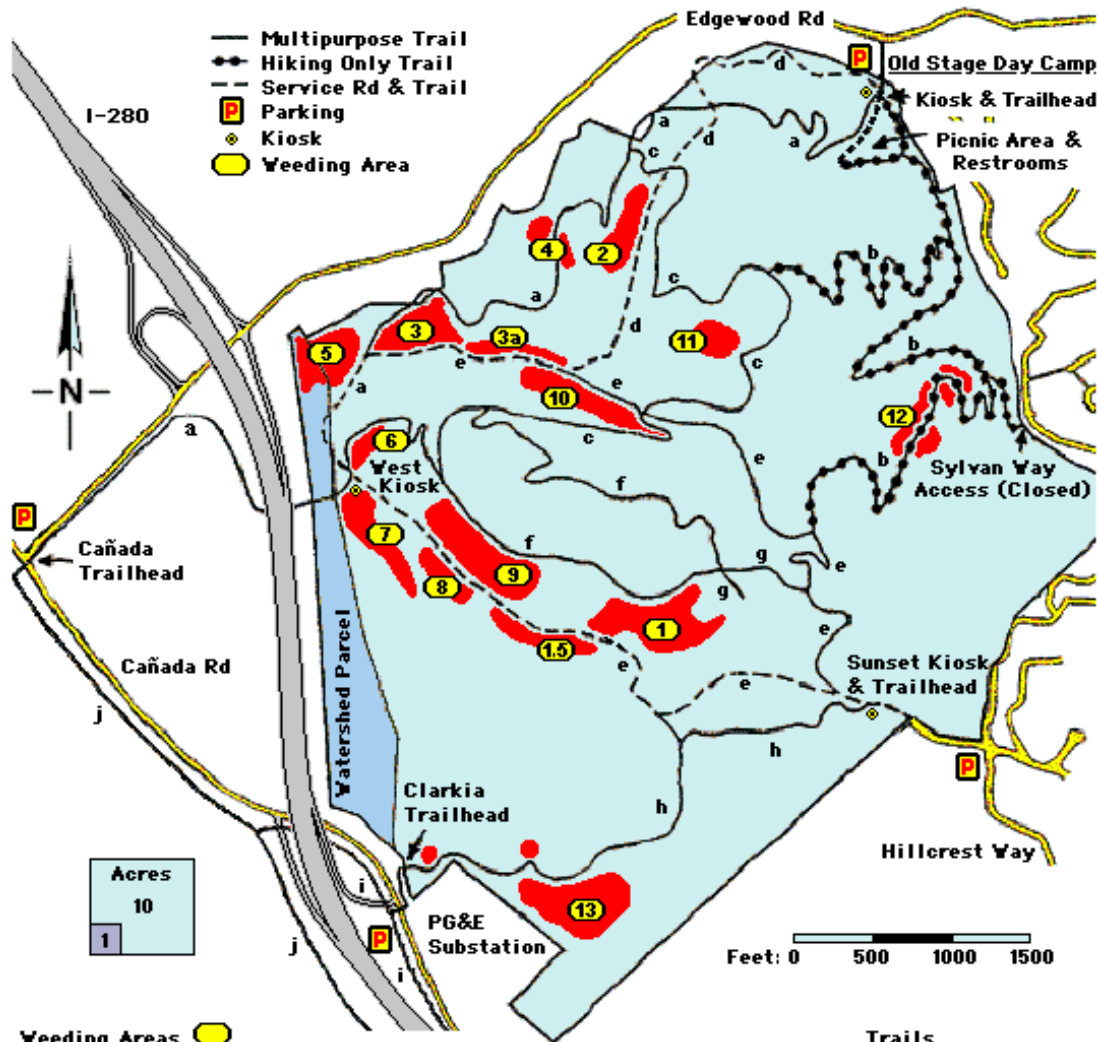 Edgewood Rd
Multipurpose Trail
Hiking Only Trail
Service Rd & Trail
P Parking
Kiosk
Weeding Area
I-280
P
Old Stage Day Camp
Kiosk & Trailhead
Picnic Area &
Restrooms
d
a
a
d
c
b
4
2
a
c
d
5
3
3a
11
a
e
e
c
b
10
12
N
a
6
c
e
b
West
Kiosk
f
Sylvan Way
Access (Closed)
P
7
f
Cañada
Trailhead
8
9
g
e
g
1
1.5
e
e
Cañada Rd
Sunset Kiosk
& Trailhead
e
j
Watershed Parcel
h
P
Clarkia
Trailhead
h
Hillcrest Way
Acres
10
1
i
13
P
PG&E
Substation
j
i
Feet: 0 500 1000 1500
Weeding Areas
Trails